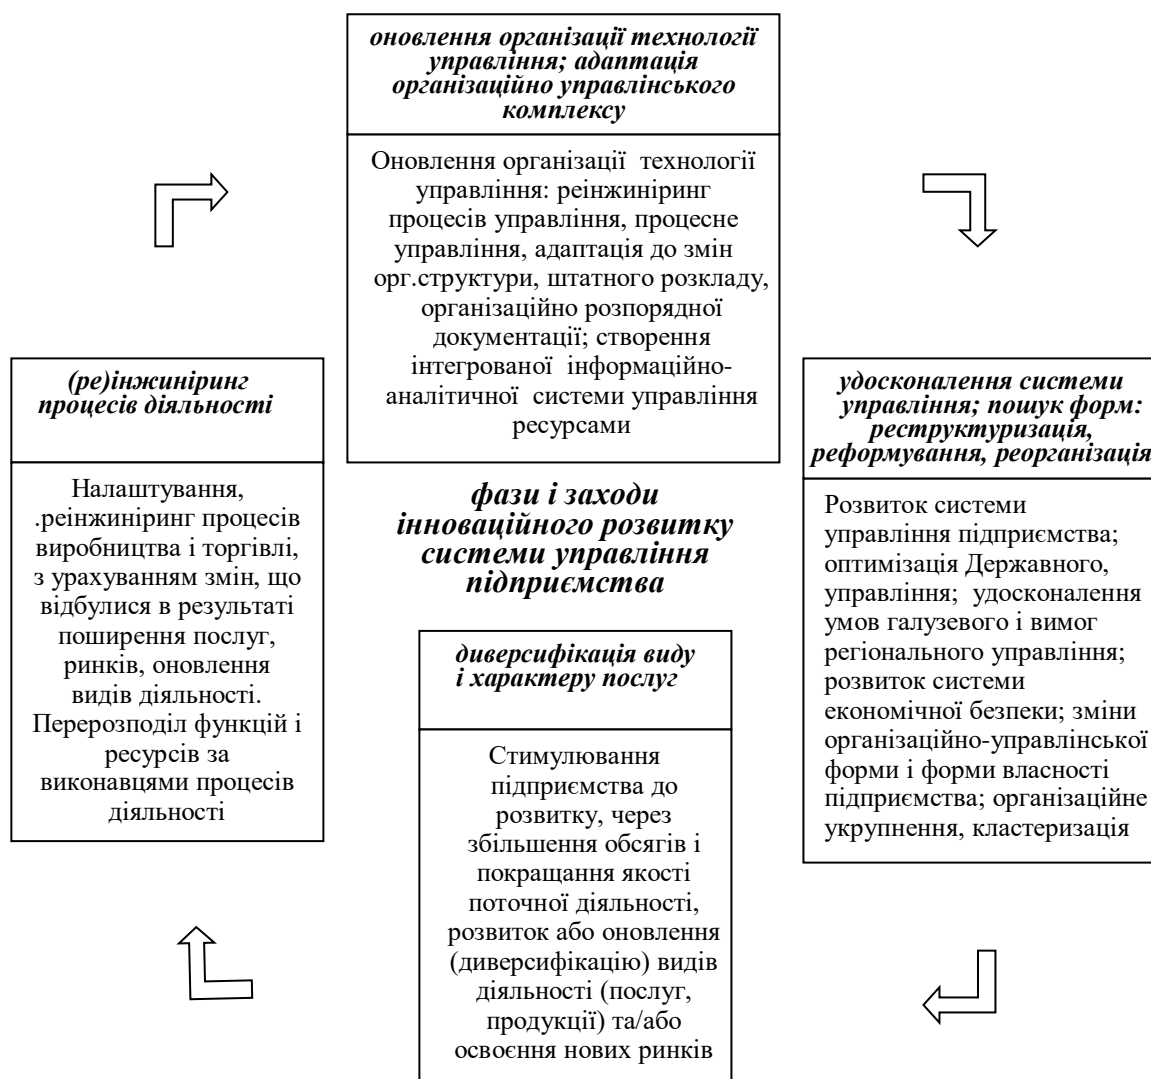 оновлення організації технології
управління; адаптація
організаційно управлінського
комплексу
Оновлення організації технології
управління: реінжиніринг
процесів управління, процесне
управління, адаптація до змін
орг.структури, штатного розкладу,
організаційно розпорядної
документації; створення
інтегрованої інформаційно-
аналітичної системи управління
ресурсами
(ре)інжиніринг
процесів діяльності
Налаштування,
.реінжиніринг процесів
виробництва і торгівлі,
з урахуванням змін, що
відбулися в результаті
поширення послуг,
ринків, оновлення
видів діяльності.
Перерозподіл функцій і
ресурсів за
виконавцями процесів
діяльності
фази і заходи
інноваційного розвитку
системи управління
підприємства
удосконалення системи
управління; пошук форм:
реструктуризація,
реформування, реорганізація
Розвиток системи
управління підприємства;
оптимізація Державного,
управління; удосконалення
умов галузевого і вимог
регіонального управління;
розвиток системи
економічної безпеки; зміни
організаційно-управлінської
форми і форми власності
підприємства; організаційне
укрупнення, кластеризація
диверсифікація виду
і характеру послуг
Стимулювання
підприємства до
розвитку, через
збільшення обсягів і
покращання якості
поточної діяльності,
розвиток або оновлення
(диверсифікацію) видів
діяльності (послуг,
продукції) та/або
освоєння нових ринків